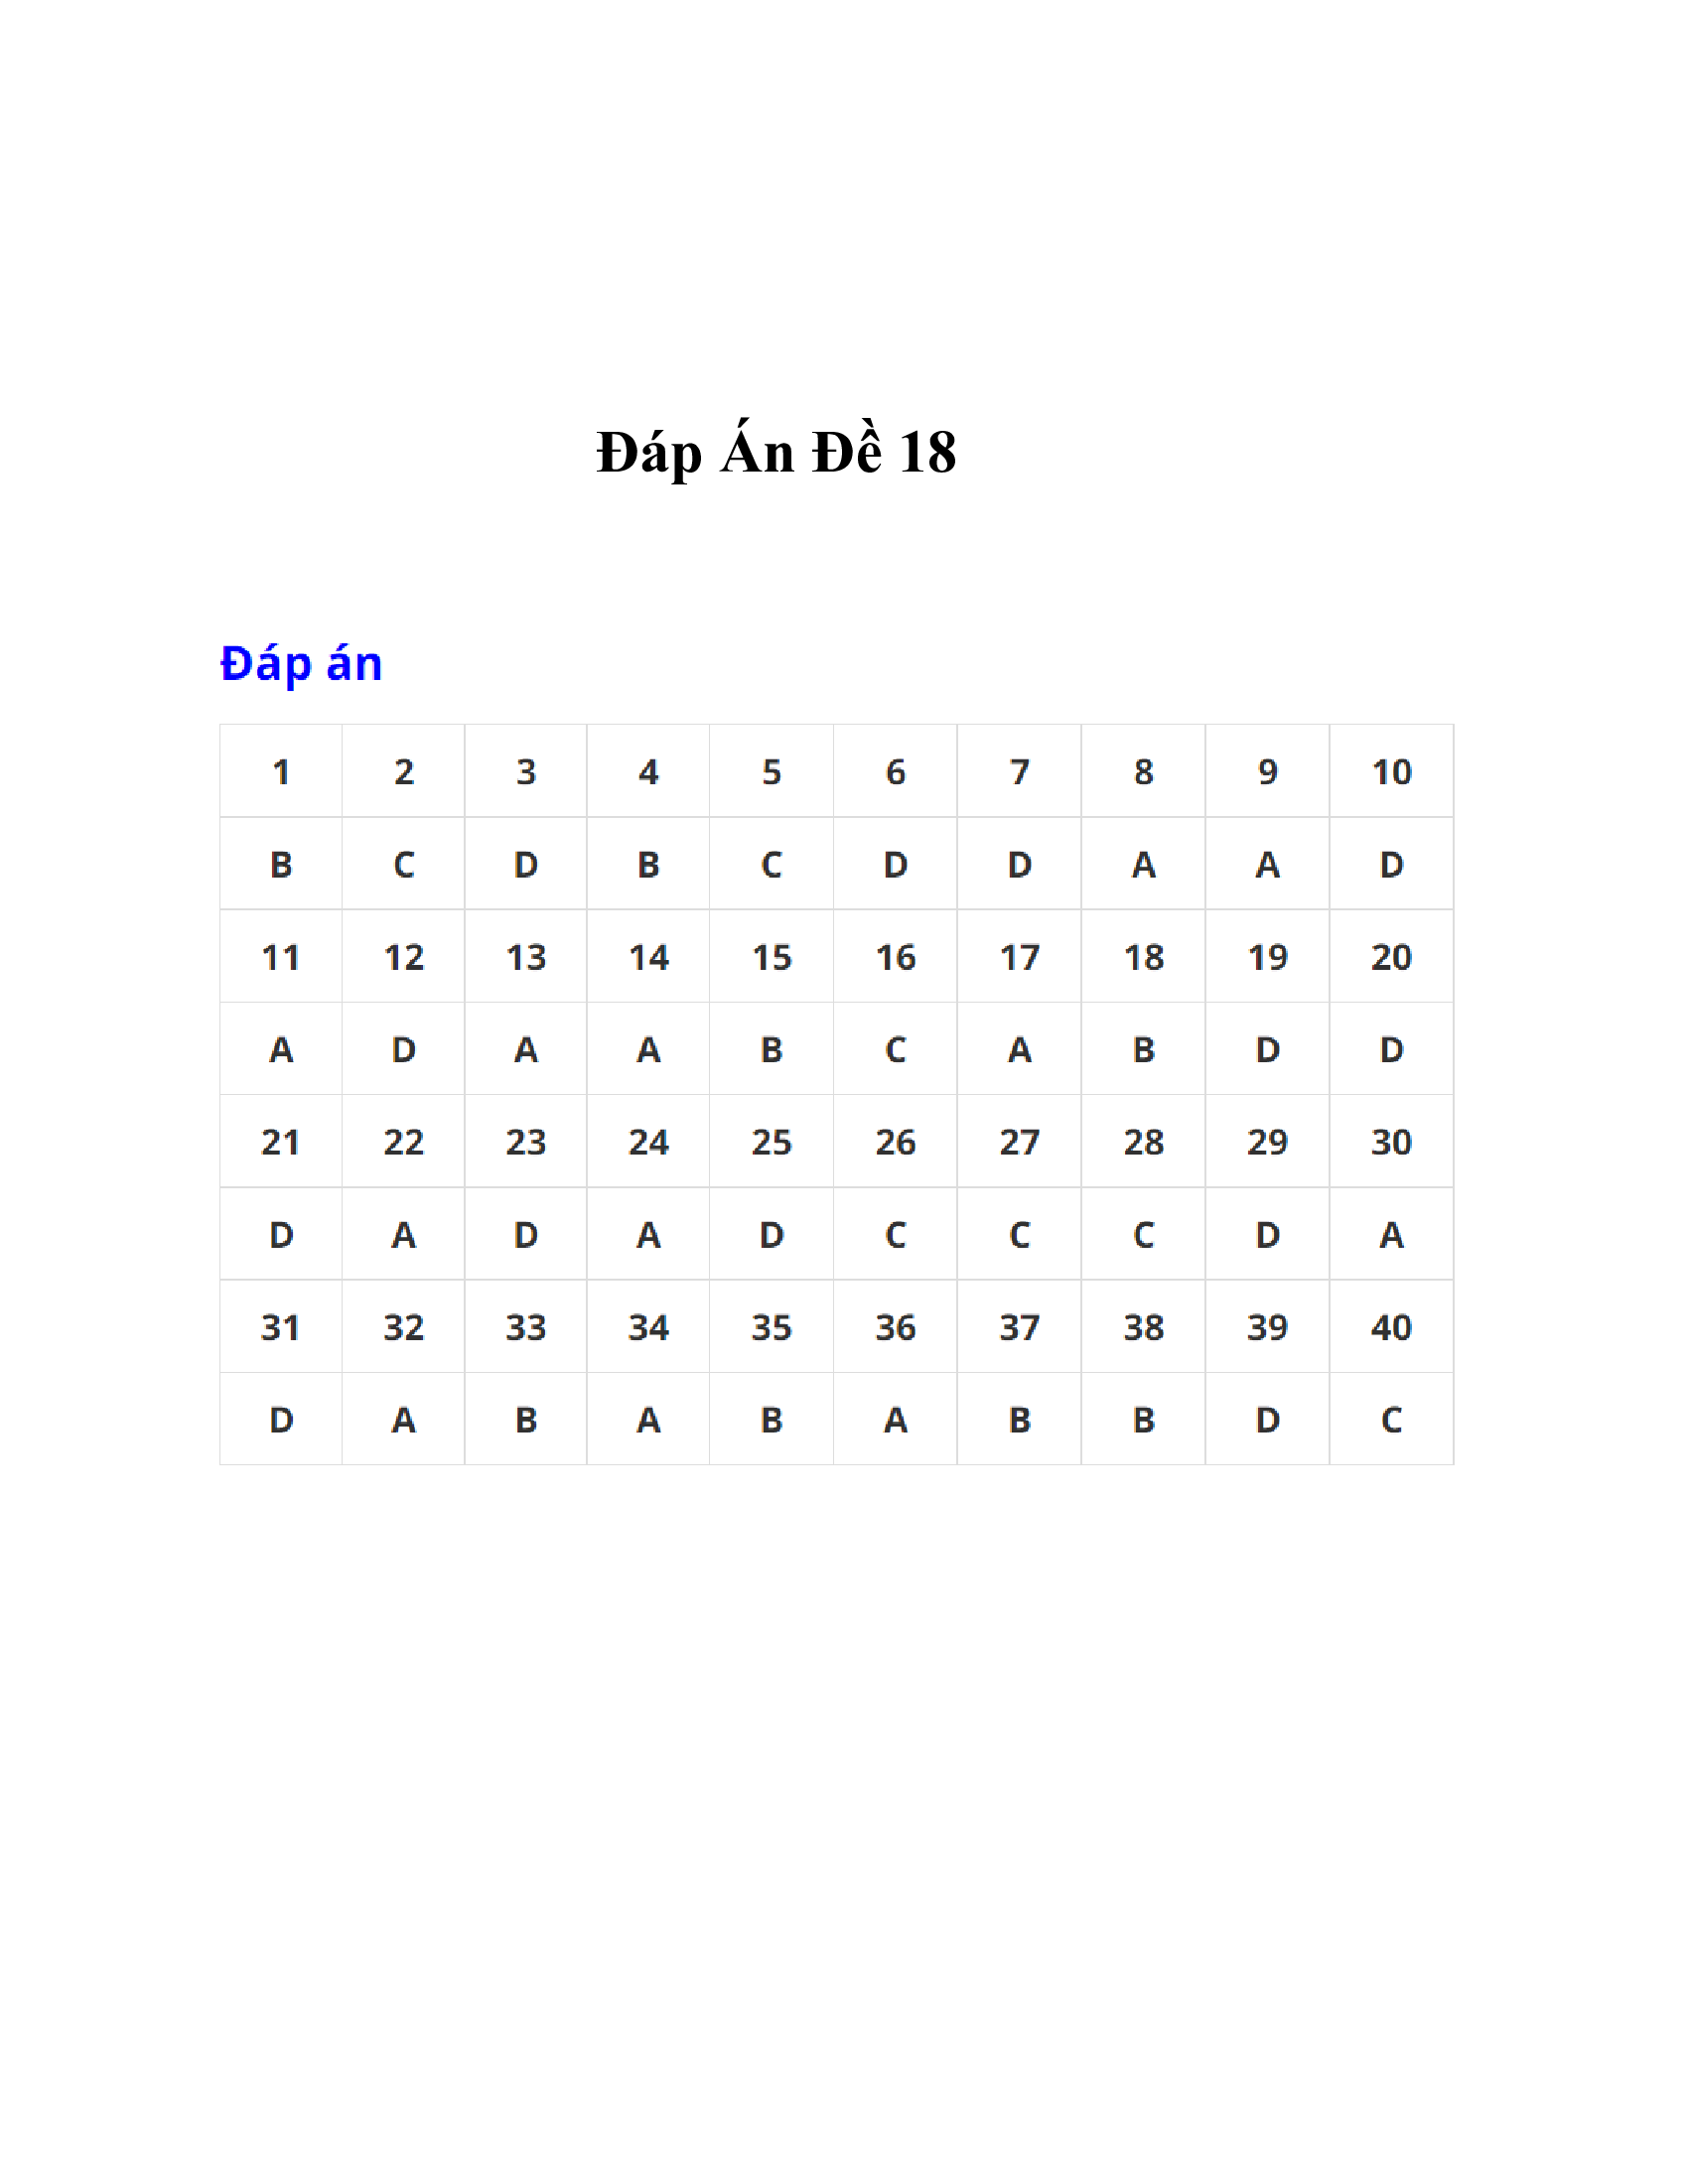 Đáp Án Đề 18
Đáp án
1 2 3 4 5 6 7 8 9 10
B C D B C D D A A D
11 12 13 14 15 16 17 18 19 20
A D A A B C A B D D
21 22 23 24 25 26 27 28 29 30
D A D A D C C C D A
31 32 33 34 35 36 37 38 39 40
D A B A B A B B D C